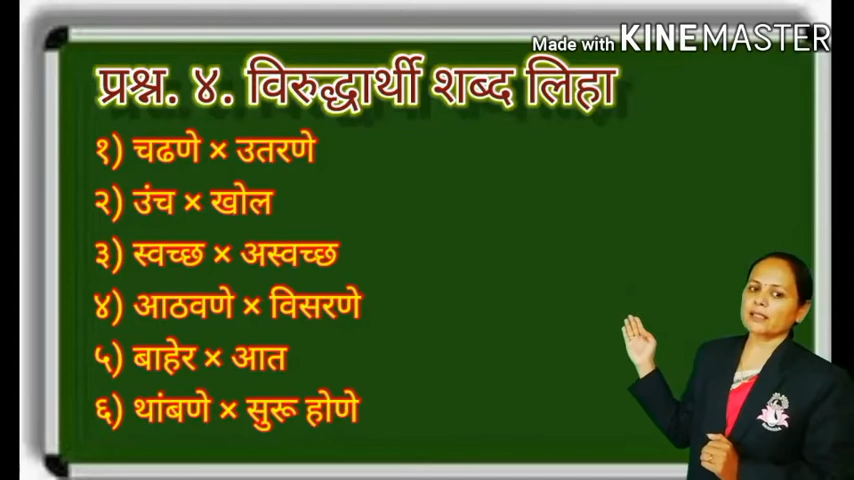 Made with KINEMASTER
प्रश्न. ४. विरुद्धार्थी शब्द लिहा
१) चढणे × उतरणे
२) उंच × खोल
३) स्वच्छ × अस्वच्छ
४) आठवणे × विसरणे
५) बाहेर × आत
६) थांबणे × सुरू होणे